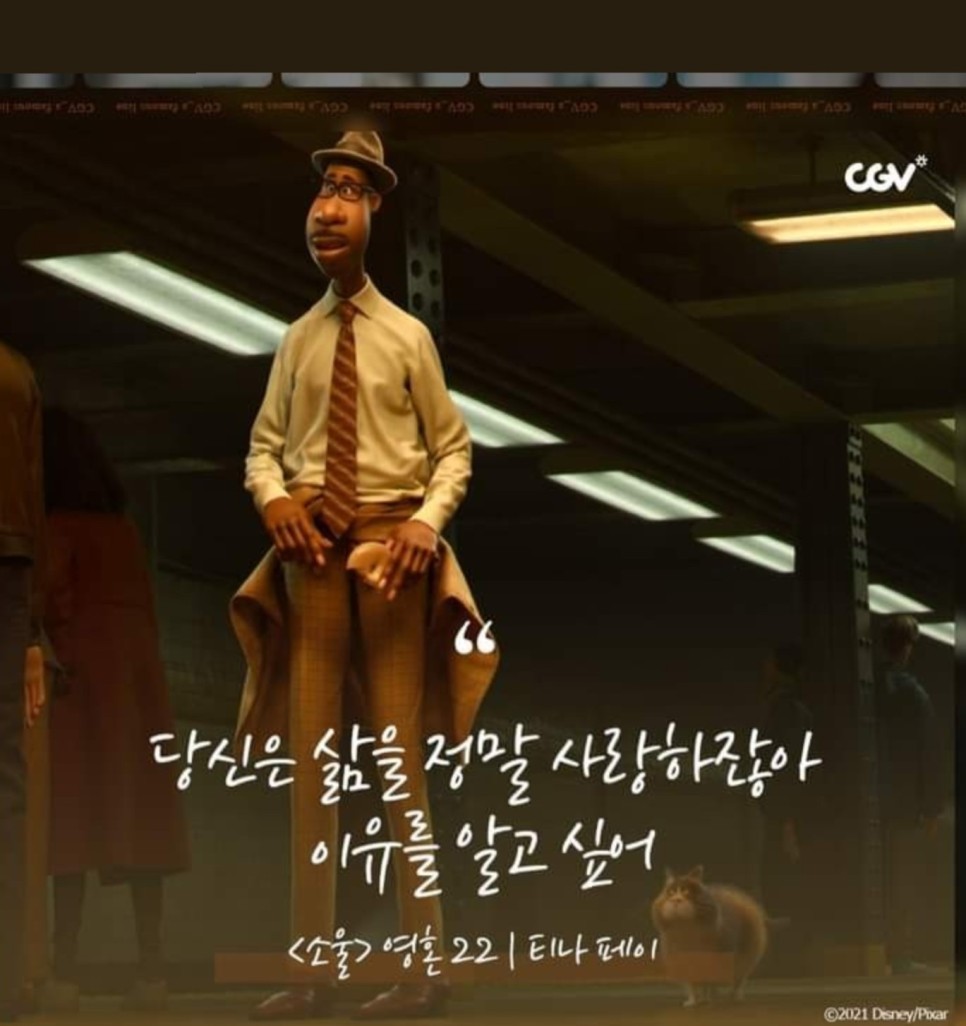 CGV
“
당신은 삶을 정말 사랑하잖아
이유를 알고 싶어
<소울> 영혼 22 | 티나 페이
©2021 Disney/Pixar